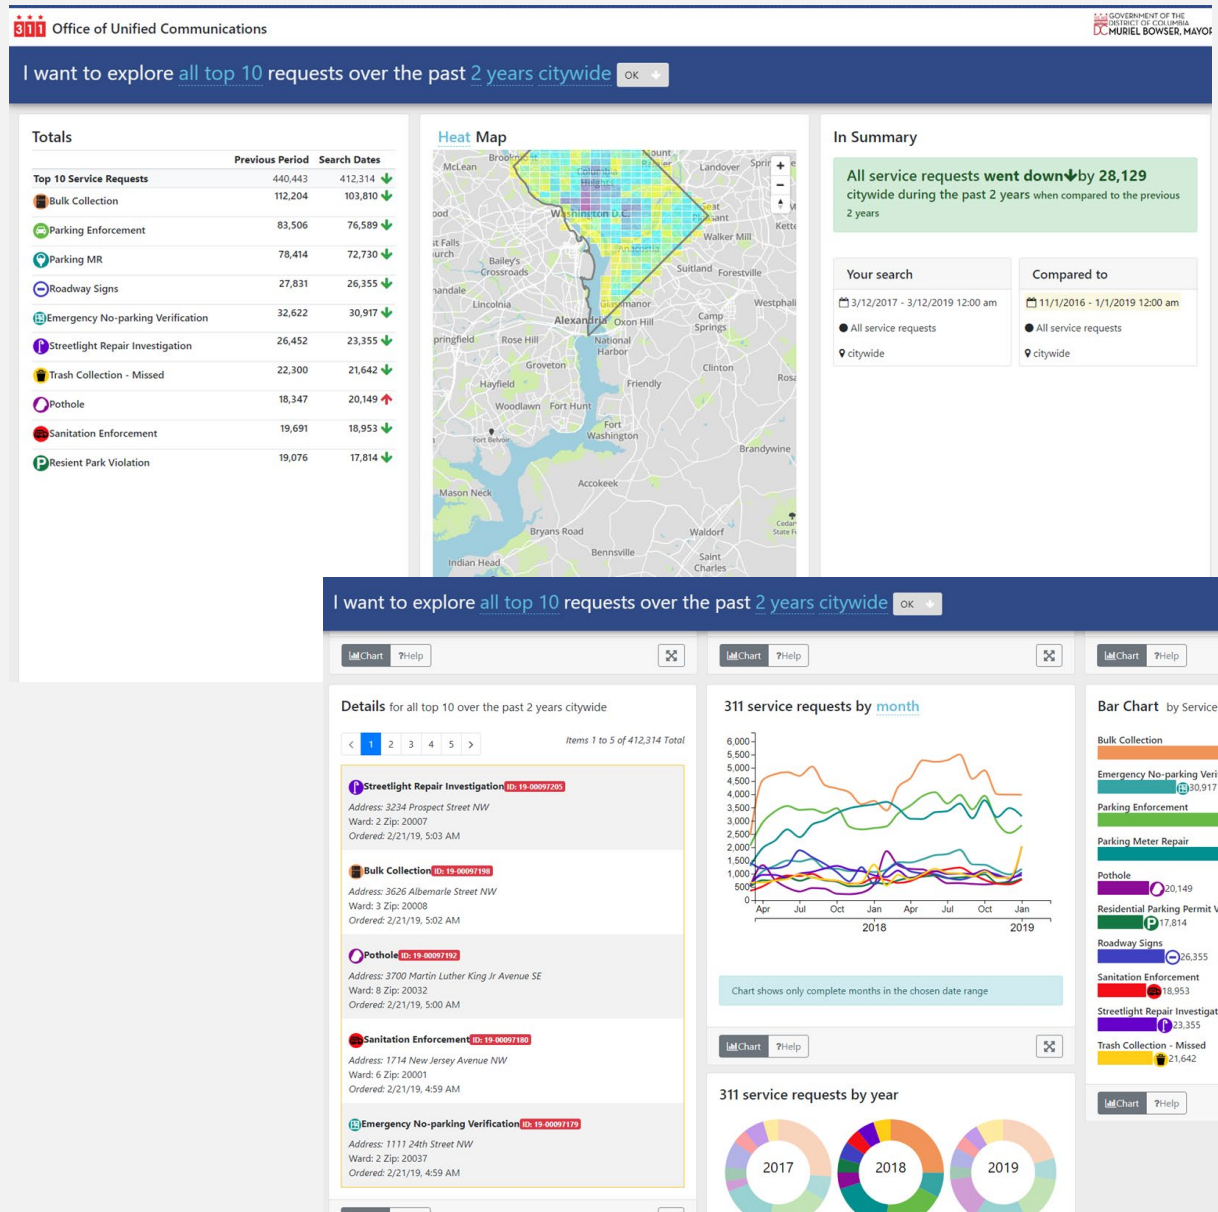 311 Office of Unified Communications
GOVERNMENT OF THE
DISTRICT OF COLUMBIA
DC MURIEL BOWSER, MAYOR
I want to explore all top 10 requests over the past 2 years citywide OK
Totals
Previous Period Search Dates
Top 10 Service Requests 440,443 412,314
Bulk Collection 112,204 103,810
Parking Enforcement 83,506 76,589
Parking MR 78,414 72,730
Roadway Signs 27,831 26,355
Emergency No-parking Verification 32,622 30,917
Streetlight Repair Investigation 26,452 23,355
Trash Collection - Missed 22,300 21,642
Pothole 18,347 20,149
Sanitation Enforcement 19,691 18,953
Resient Park Violation 19,076 17,814
Heat Map
McLean
Landover
Washington D.C.
Walker Mill
Bailey's
Crossroads
Suitland
Forestville
Lincolnia
Alexandria
Oxon Hill
Camp
Springs
Rose Hill
National
Harbor
Clinton
Groveton
Hayfield
Friendly
Woodlawn
Fort Hunt
Fort Belvoir
Fort
Washington
Brandywine
Accokeek
Mason Neck
Bryans Road
Waldorf
Bennsville
Saint
Charles
Indian Head
In Summary
All service requests went down by 28,129
citywide during the past 2 years when compared to the previous
2 years
Your search
3/12/2017 - 3/12/2019 12:00 am
All service requests
citywide
Compared to
11/1/2016 - 1/1/2019 12:00 am
All service requests
citywide
I want to explore all top 10 requests over the past 2 years citywide OK
Chart ?Help
Chart ?Help
Chart ?Help
Details for all top 10 over the past 2 years citywide
< 1 2 3 4 5 > Items 1 to 5 of 412,314 Total
Streetlight Repair Investigation ID: 19-00097205
Address: 3234 Prospect Street NW
Ward: 2 Zip: 20007
Ordered: 2/21/19, 5:03 AM
Bulk Collection ID: 19-00097198
Address: 3626 Albemarle Street NW
Ward: 3 Zip: 20008
Ordered: 2/21/19, 5:02 AM
Pothole ID: 19-00097192
Address: 3700 Martin Luther King Jr Avenue SE
Ward: 8 Zip: 20032
Ordered: 2/21/19, 5:00 AM
Sanitation Enforcement ID: 19-00097180
Address: 1714 New Jersey Avenue NW
Ward: 6 Zip: 20001
Ordered: 2/21/19, 4:59 AM
Emergency No-parking Verification ID: 19-00097179
Address: 1111 24th Street NW
Ward: 2 Zip: 20037
Ordered: 2/21/19, 4:59 AM
311 service requests by month
6,000
5,500
5,000
4,500
4,000
3,500
3,000
2,500
2,000
1,500
1,000
500
0
Apr Jul Oct Jan Apr Jul Oct Jan
2018 2019
Chart shows only complete months in the chosen date range
Chart ?Help
311 service requests by year
2017 2018 2019
Bar Chart by Service
Bulk Collection
Emergency No-parking Veri
30,917
Parking Enforcement
Parking Meter Repair
Pothole
20,149
Residential Parking Permit V
17,814
Roadway Signs
26,355
Sanitation Enforcement
18,953
Streetlight Repair Investigat
23,355
Trash Collection - Missed
21,642
Chart ?Help